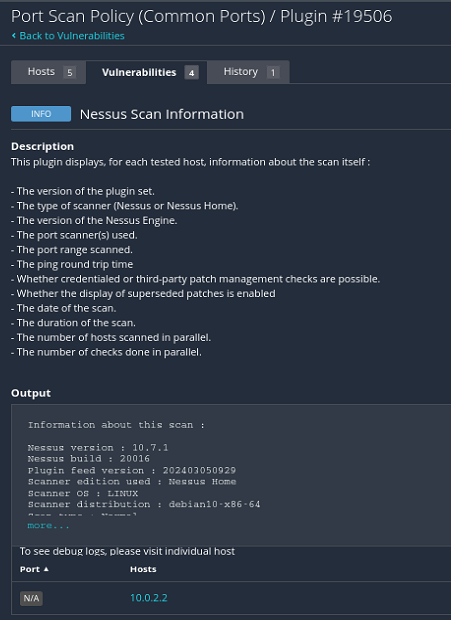 Port Scan Policy (Common Ports) / Plugin #19506
‹ Back to Vulnerabilities
Hosts 5 Vulnerabilities 4 History 1
INFO Nessus Scan Information
Description
This plugin displays, for each tested host, information about the scan itself :
- The version of the plugin set.
- The type of scanner (Nessus or Nessus Home).
- The version of the Nessus Engine.
- The port scanner(s) used.
- The port range scanned.
- The ping round trip time
- Whether credentialed or third-party patch management checks are possible.
- Whether the display of superseded patches is enabled
- The date of the scan.
- The duration of the scan.
- The number of hosts scanned in parallel.
- The number of checks done in parallel.
Output
Information about this scan :
Nessus version : 10.7.1
Nessus build : 20016
Plugin feed version : 202403050929
Scanner edition used : Nessus Home
Scanner OS : LINUX
Scanner distribution : debian10-x86-64
Scan type : Normal
more...
To see debug logs, please visit individual host
Port ▲ Hosts
N/A 10.0.2.2